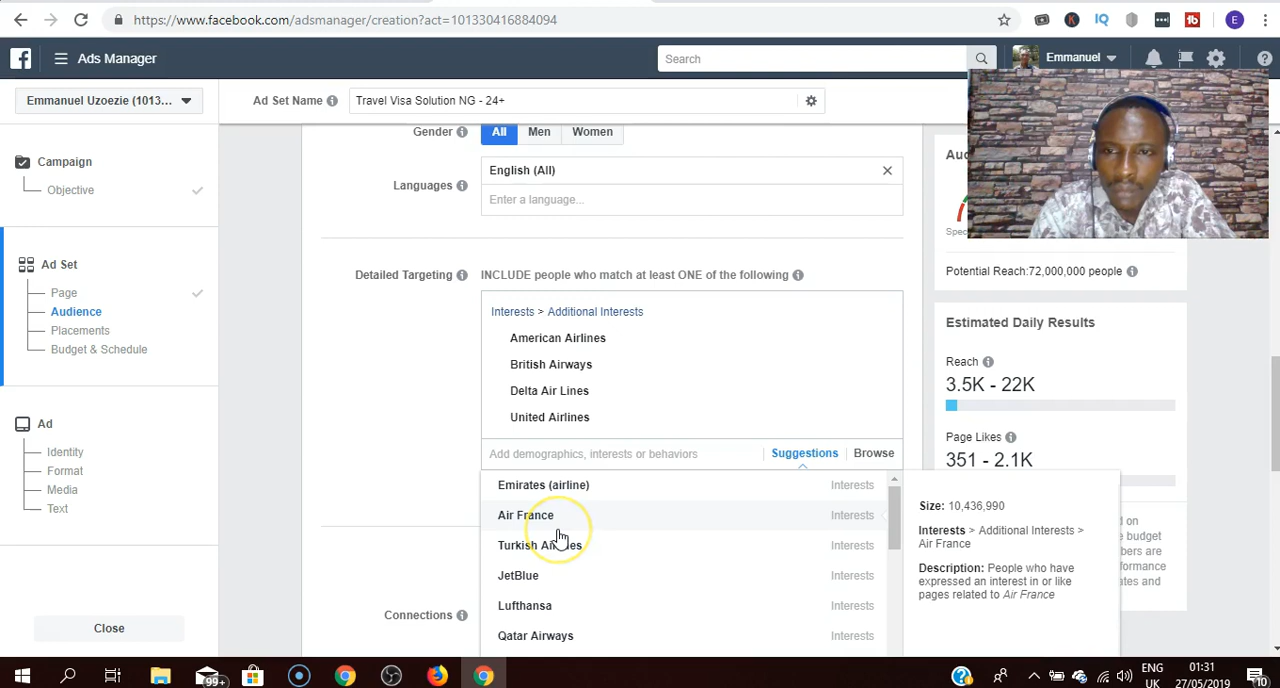 https://www.facebook.com/adsmanager/creation?act=101330416884094
K
IQ
tb
E
Ads Manager
Search
Emmanuel
Emmanuel Uzoezie (1013...
Ad Set Name
Travel Visa Solution NG - 24+
Campaign
Objective
Ad Set
Page
Audience
Placements
Budget & Schedule
Ad
Identity
Format
Media
Text
Close
Gender
All
Men
Women
Languages
English (All)
Enter a language...
Detailed Targeting
INCLUDE people who match at least ONE of the following
Interests > Additional Interests
American Airlines
British Airways
Delta Air Lines
United Airlines
Add demographics, interests or behaviors
Suggestions
Browse
Emirates (airline)
Interests
Air France
Interests
Turkish Airlines
Interests
JetBlue
Interests
Lufthansa
Interests
Qatar Airways
Interests
Connections
Potential Reach:72,000,000 people
Estimated Daily Results
Reach
3.5K - 22K
Page Likes
351 - 2.1K
Size: 10,436,990
Interests > Additional Interests >
Air France
Description: People who have
expressed an interest in or like
pages related to Air France
d on
e budget
bers are
formance
ates and
99+
ENG
UK
01:31
27/05/2019
10